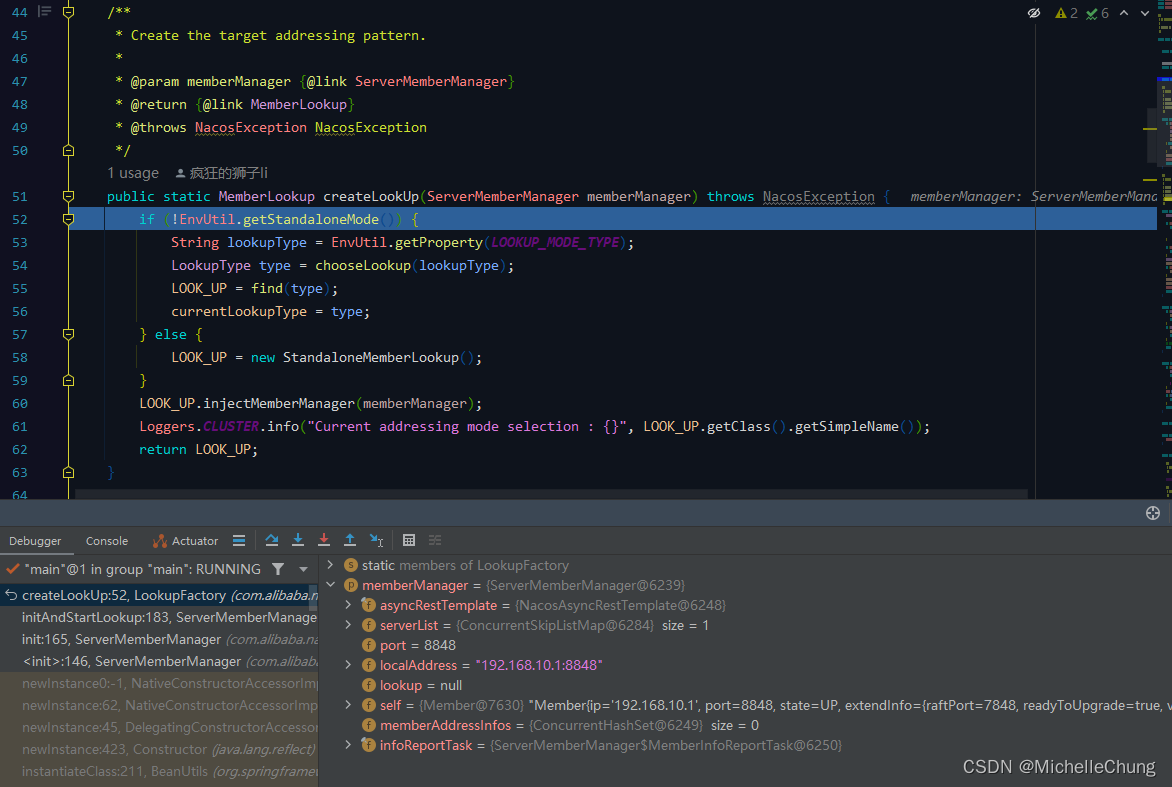 2 6
44 /**
45 * Create the target addressing pattern.
46 *
47 * @param memberManager {@link ServerMemberManager}
48 * @return {@link MemberLookup}
49 * @throws NacosException NacosException
50 */
1 usage 疯狂的狮子li
51 public static MemberLookup createLookUp(ServerMemberManager memberManager) throws NacosException { memberManager: ServerMemberMana
52 if (!EnvUtil.getStandaloneMode()) {
53 String lookupType = EnvUtil.getProperty(LOOKUP_MODE_TYPE);
54 LookupType type = chooseLookup(lookupType);
55 LOOK_UP = find(type);
56 currentLookupType = type;
57 } else {
58 LOOK_UP = new StandaloneMemberLookup();
59 }
60 LOOK_UP.injectMemberManager(memberManager);
61 Loggers.CLUSTER.info("Current addressing mode selection : {}", LOOK_UP.getClass().getSimpleName());
62 return LOOK_UP;
63 }
64
Debugger Console Actuator
"main"@1 in group "main": RUNNING
createLookUp:52, LookupFactory (com.alibaba.n
initAndStartLookup:183, ServerMemberManage
init:165, ServerMemberManager (com.alibaba.na
<init>:146, ServerMemberManager (com.alibab
newInstance0:-1, NativeConstructorAccessorImp
newInstance:62, NativeConstructorAccessorImp
newInstance:45, DelegatingConstructorAccessor
newInstance:423, Constructor (java.lang.reflect)
instantiateClass:211, BeanUtils (org.springframew
static members of LookupFactory
memberManager = {ServerMemberManager@6239}
asyncRestTemplate = {NacosAsyncRestTemplate@6248}
serverList = {ConcurrentSkipListMap@6284} size = 1
port = 8848
localAddress = "192.168.10.1:8848"
lookup = null
self = {Member@7630} "Member{ip='192.168.10.1', port=8848, state=UP, extendInfo={raftPort=7848, readyToUpgrade=true, v
memberAddressInfos = {ConcurrentHashSet@6249} size = 0
infoReportTask = {ServerMemberManager$MemberInfoReportTask@6250}
CSDN @MichelleChung